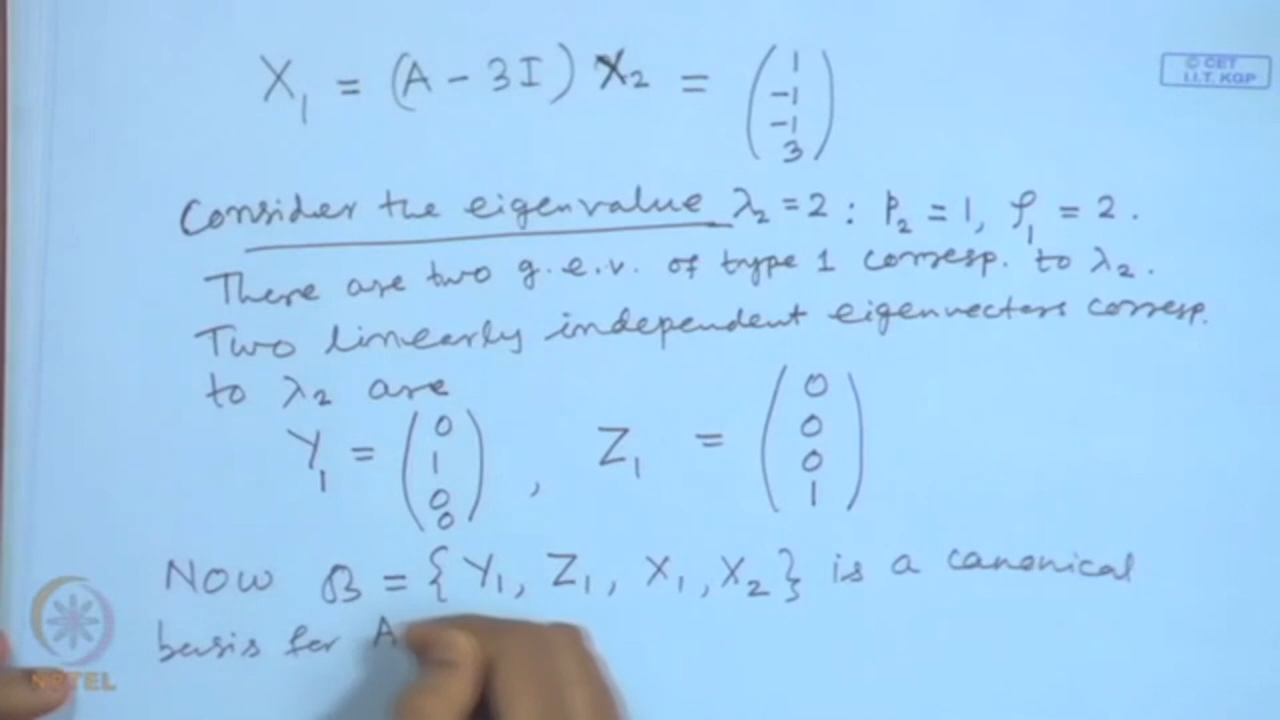 X₁ = (A - 3I) X₂ = (1 -1 -1 3)
© CET
I.I.T. KGP
Consider the eigenvalue λ₂ = 2 : p₂ = 1, ρ₁ = 2.
There are two g.e.v. of type 1 corresp. to λ₂.
Two linearly independent eigenvectors corresp.
to λ₂ are
Y₁ = (0 1 0 0), Z₁ = (0 0 0 1)
Now B = {Y₁, Z₁, X₁, X₂} is a canonical
basis for A
NPTEL